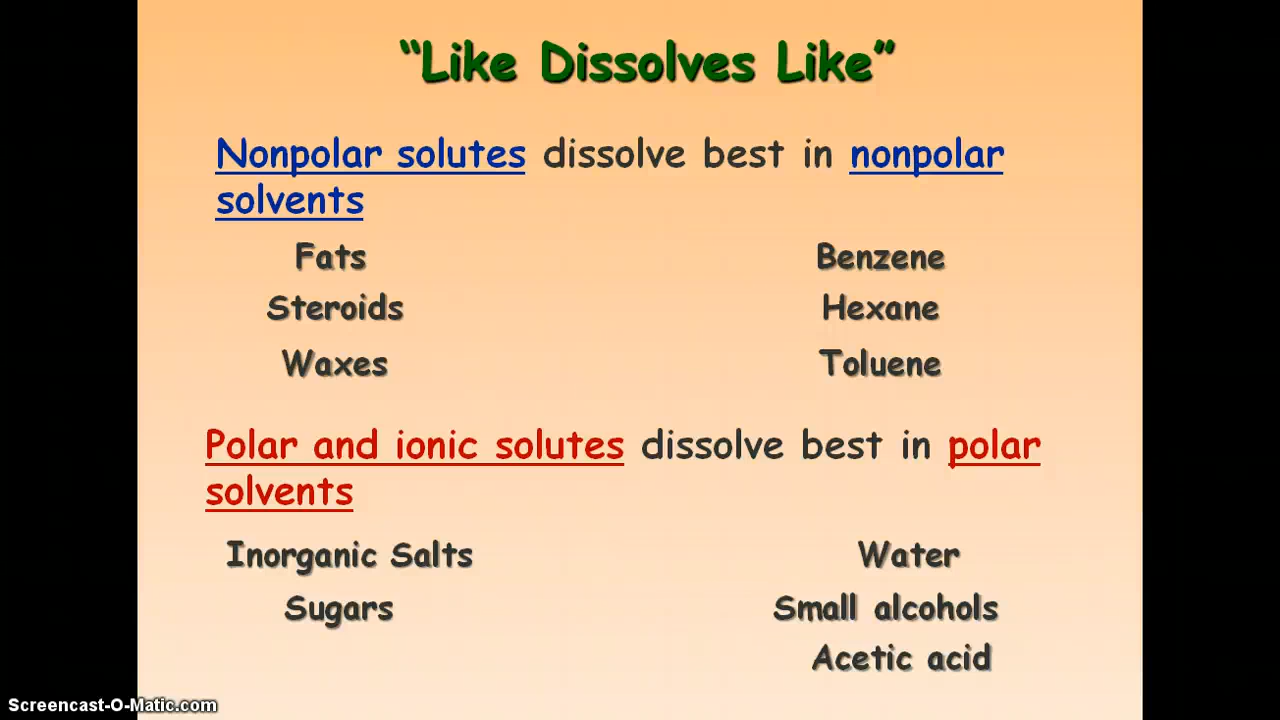 “Like Dissolves Like”
Nonpolar solutes dissolve best in nonpolar
solvents
Fats Benzene
Steroids Hexane
Waxes Toluene
Polar and ionic solutes dissolve best in polar
solvents
Inorganic Salts Water
Sugars Small alcohols
Acetic acid
Screencast-O-Matic.com